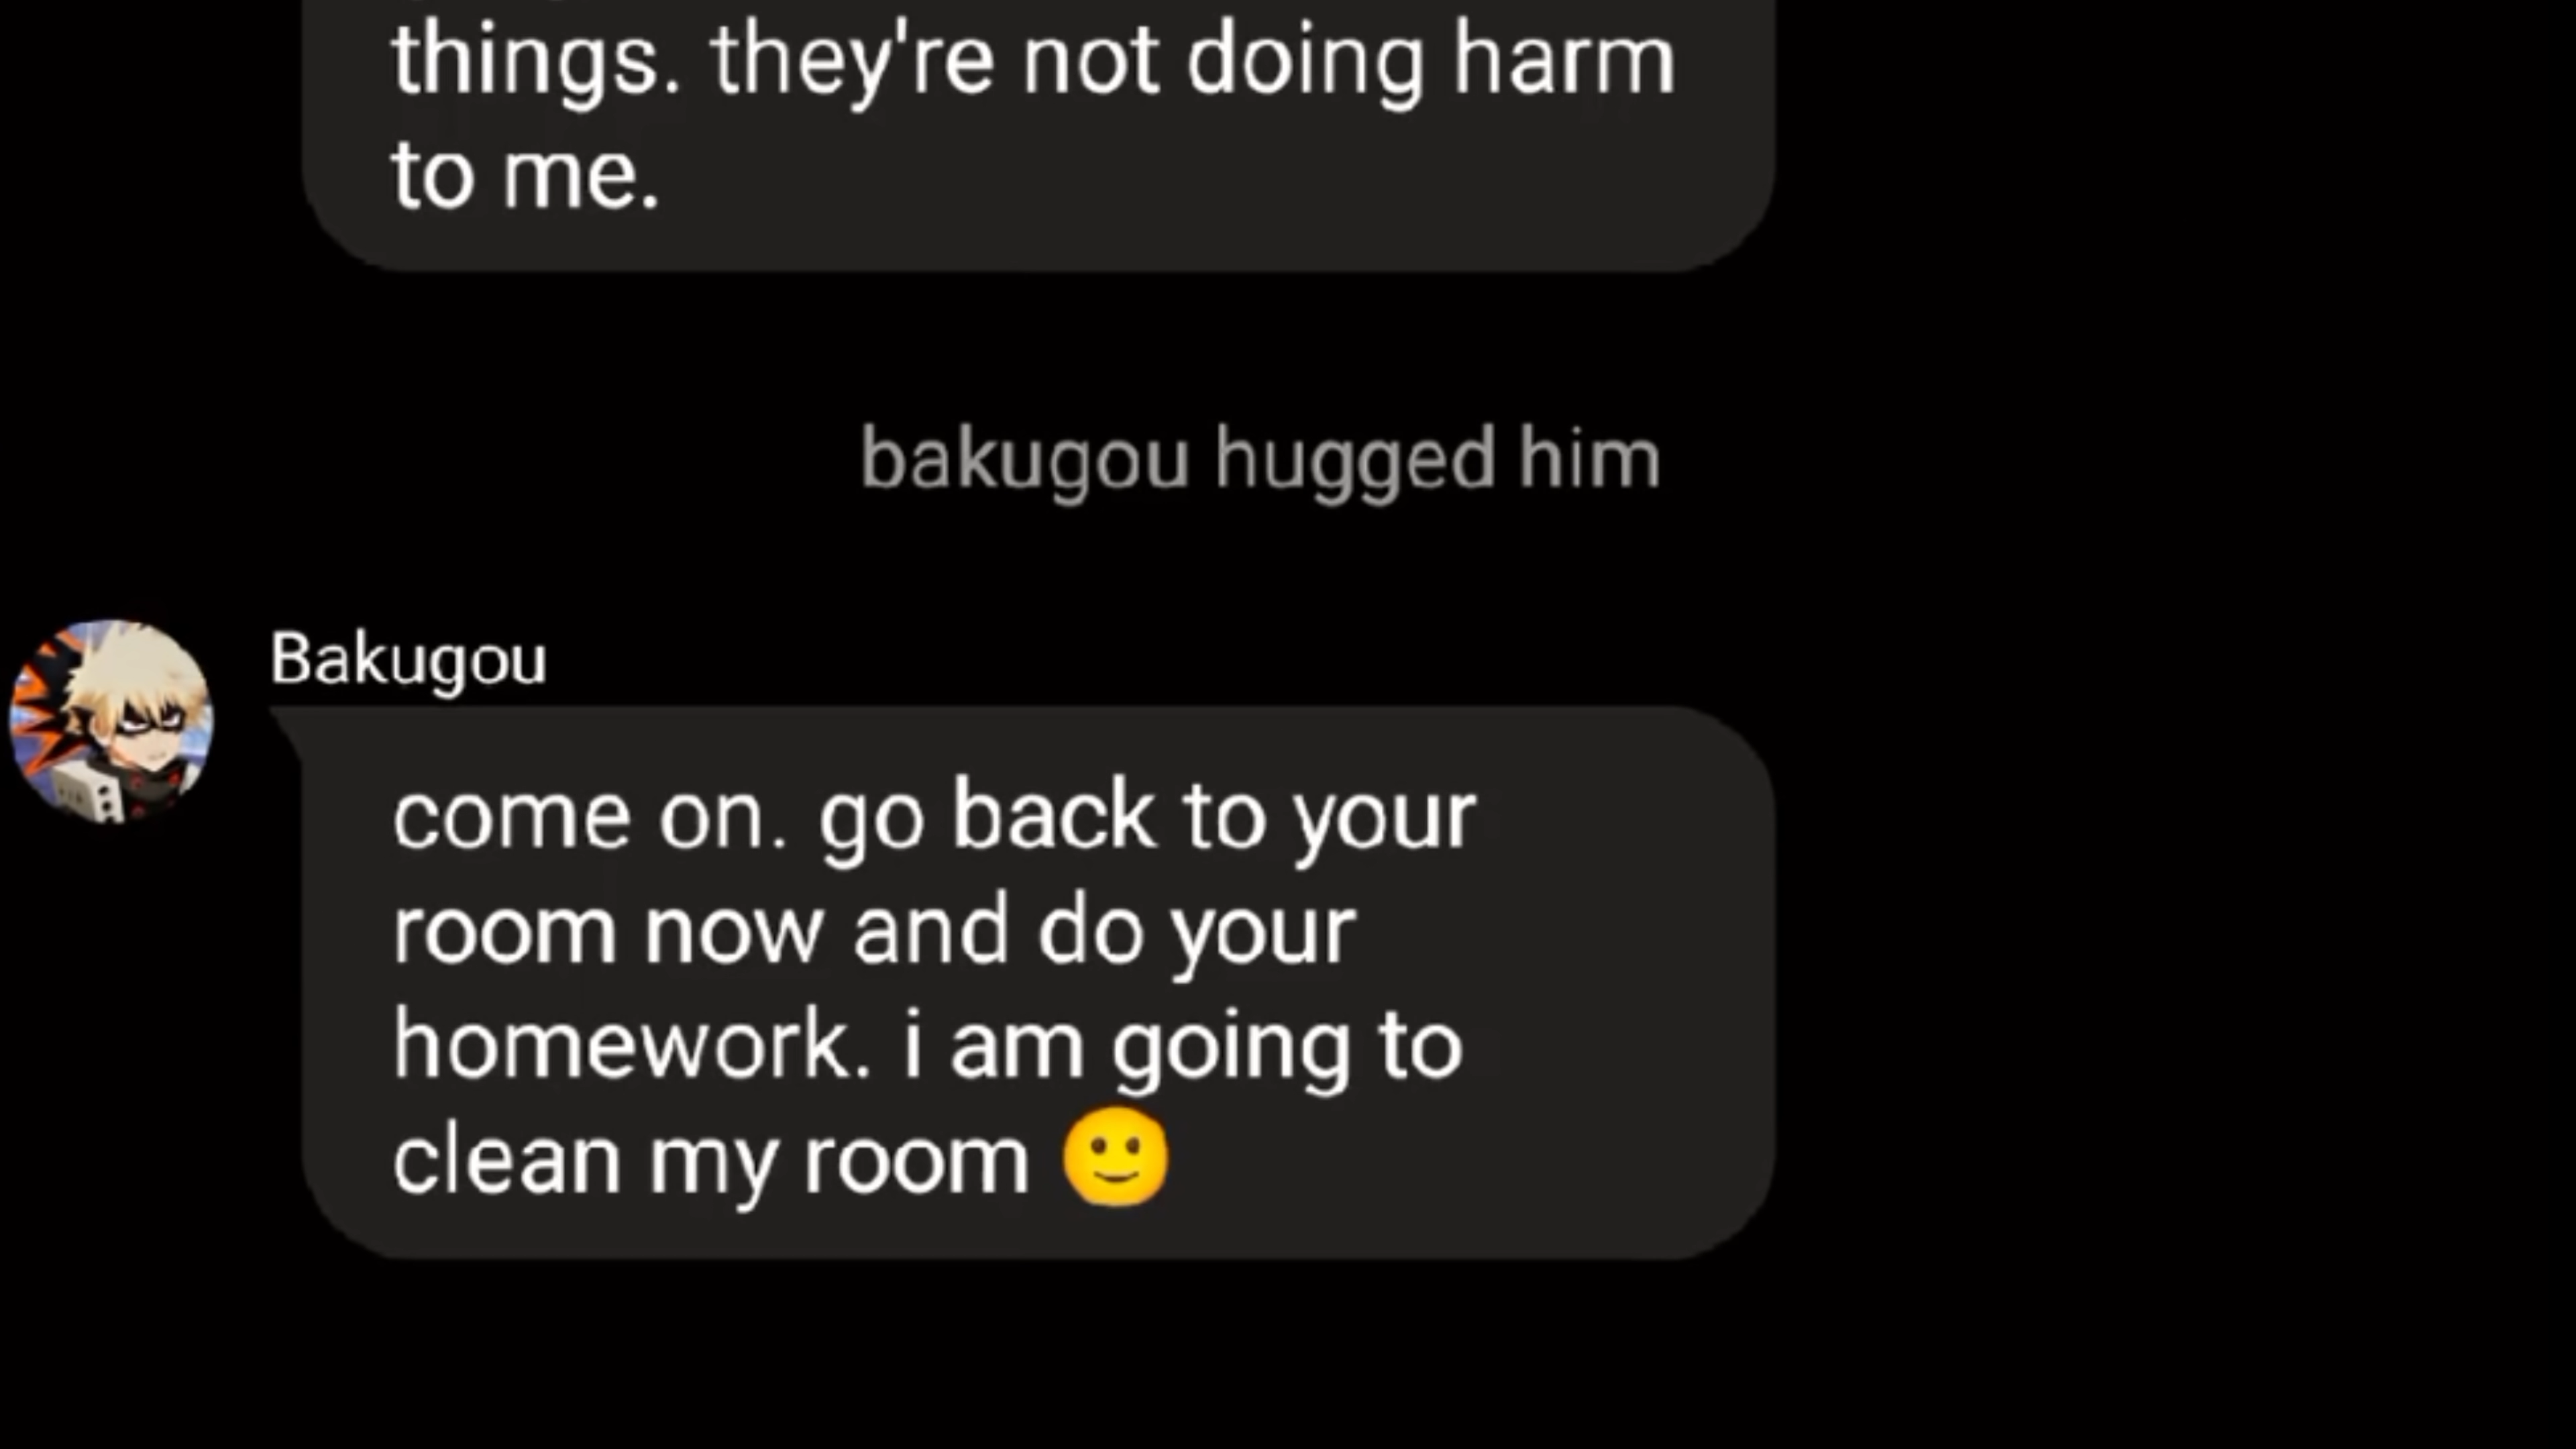 things. they're not doing harm
to me.
bakugou hugged him
Bakugou
come on. go back to your
room now and do your
homework. i am going to
clean my room 🙂